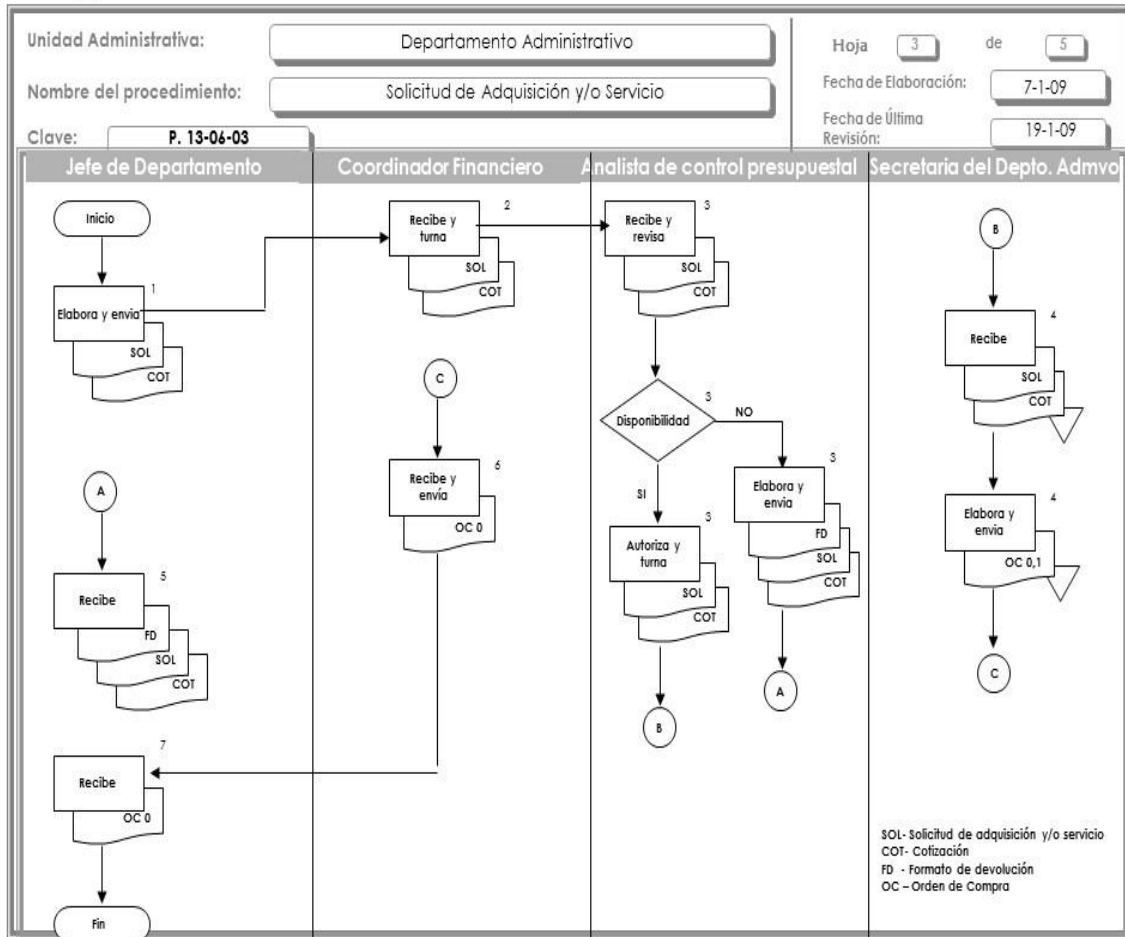 Unidad Administrativa: Departamento Administrativo
Hoja 3 de 5
Nombre del procedimiento: Solicitud de Adquisición y/o Servicio
Fecha de Elaboración: 7-1-09
Clave: P. 13-06-03
Fecha de Última
Revisión: 19-1-09
Jefe de Departamento
Inicio
1
Elabora y envia
SOL
COT
A
5
Recibe
FD
SOL
COT
7
Recibe
OC 0
Fin
Coordinador Financiero
2
Recibe y
turna
SOL
COT
C
6
Recibe y
envía
OC 0
Analista de control presupuestal
3
Recibe y
revisa
SOL
COT
3
Disponibilidad
NO
SI
3
Elabora y
envia
FD
SOL
COT
A
3
Autoriza y
turna
SOL
COT
B
Secretaria del Depto. Admvo
B
4
Recibe
SOL
COT
4
Elabora y
envia
OC 0,1
C
SOL- Solicitud de adquisición y/o servicio
COT- Cotización
FD - Formato de devolución
OC – Orden de Compra